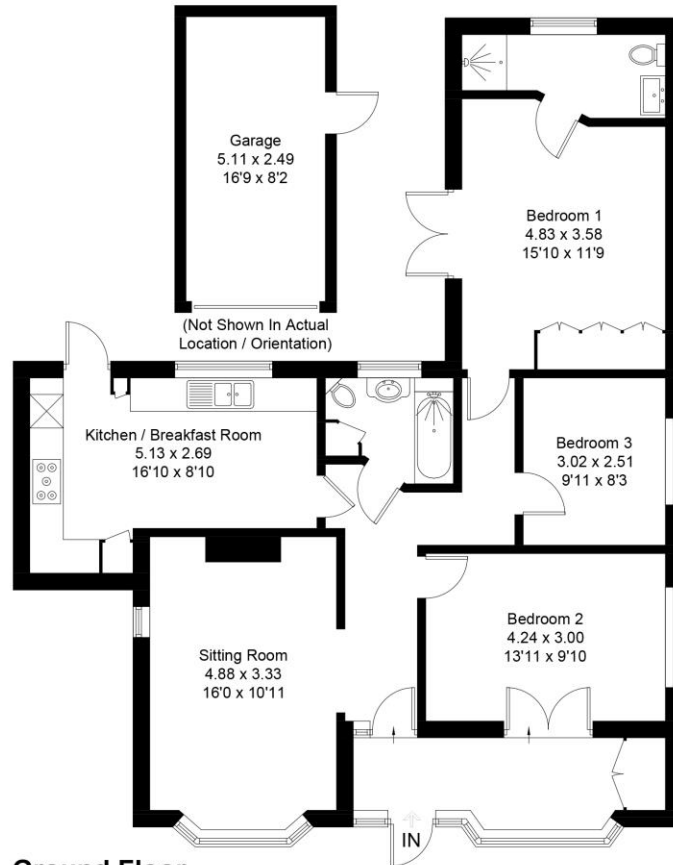 Garage
5.11 x 2.49
16'9 x 8'2
(Not Shown In Actual
Location / Orientation)
Bedroom 1
4.83 x 3.58
15'10 x 11'9
Kitchen / Breakfast Room
5.13 x 2.69
16'10 x 8'10
Bedroom 3
3.02 x 2.51
9'11 x 8'3
Sitting Room
4.88 x 3.33
16'0 x 10'11
Bedroom 2
4.24 x 3.00
13'11 x 9'10
IN
Ground Floor